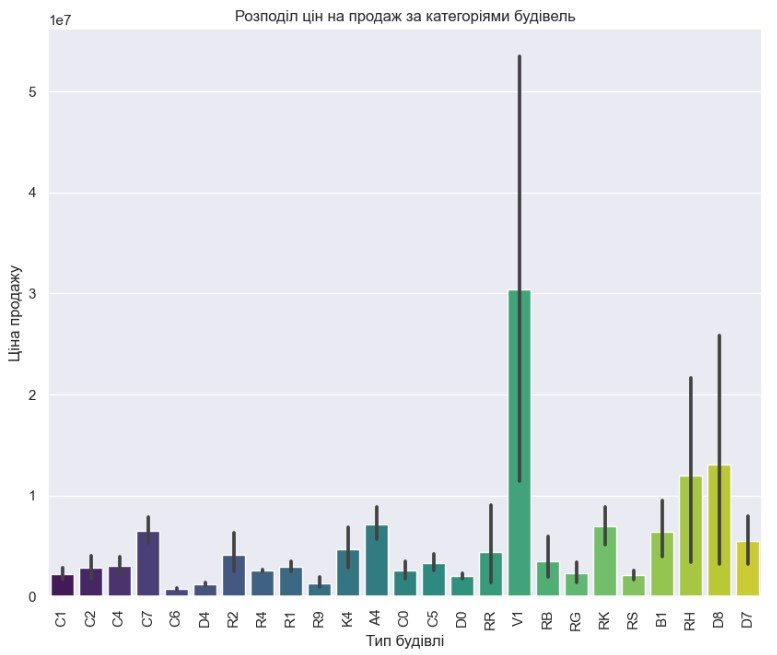 Розподіл цін на продаж за категоріями будівель
1e7
5
4
3
2
1
0
Ціна продажу
C1 C2 C4 C7 C6 D4 R2 R4 R1 R9 K4 A4 C0 C5 D0 RR V1 RB RG RK RS B1 RH D8 D7
Тип будівлі